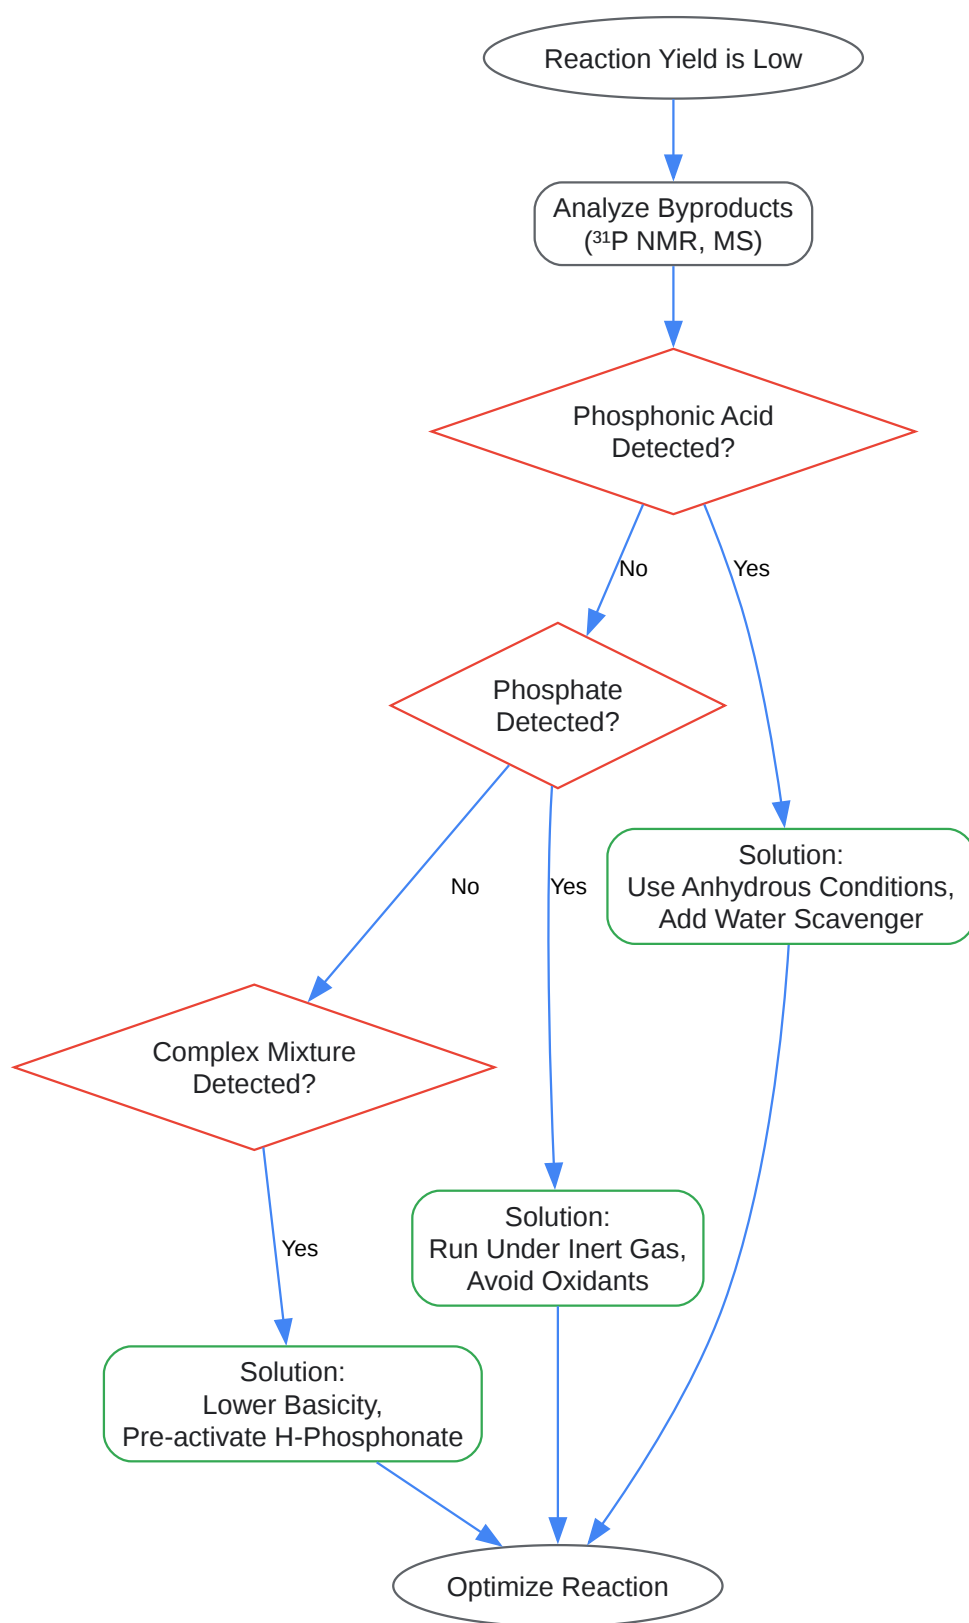 Reaction Yield is Low
Analyze Byproducts
(³¹P NMR, MS)
Phosphonic Acid
Detected?
No
Yes
Phosphate
Detected?
No
Yes
Solution:
Use Anhydrous Conditions,
Add Water Scavenger
Complex Mixture
Detected?
Yes
Solution:
Run Under Inert Gas,
Avoid Oxidants
Solution:
Lower Basicity,
Pre-activate H-Phosphonate
Optimize Reaction